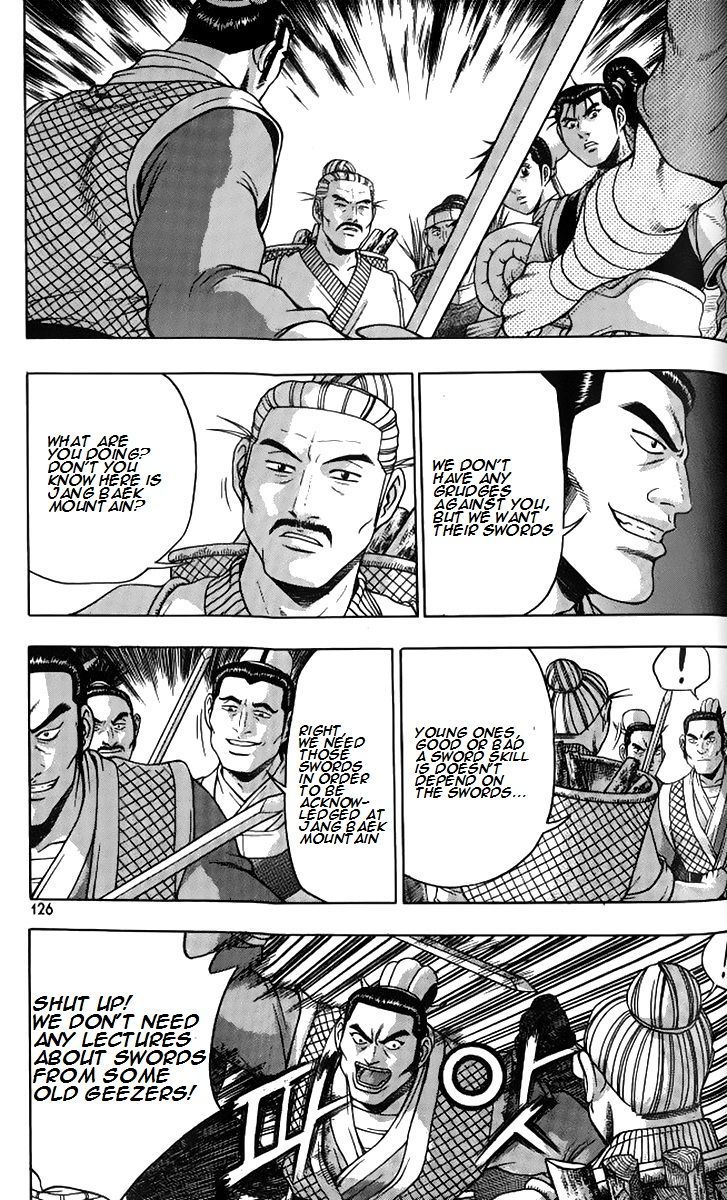 WHAT ARE
YOU DOING?
DON'T YOU
KNOW HERE IS
JANG BAEK
MOUNTAIN?
WE DON'T
HAVE ANY
GRUDGES
AGAINST YOU,
BUT WE WANT
THEIR SWORDS
RIGHT,
WE NEED
THOSE
SWORDS
IN ORDER
TO BE
ACKNOW-
LEDGED AT
JANG BAEK
MOUNTAIN
YOUNG ONES,
GOOD OR BAD
A SWORD SKILL
IS DOESN'T
DEPEND ON
THE SWORDS...
!
126
SHUT UP!
WE DON'T NEED
ANY LECTURES
ABOUT SWORDS
FROM SOME
OLD GEEZERS!
파앗
!